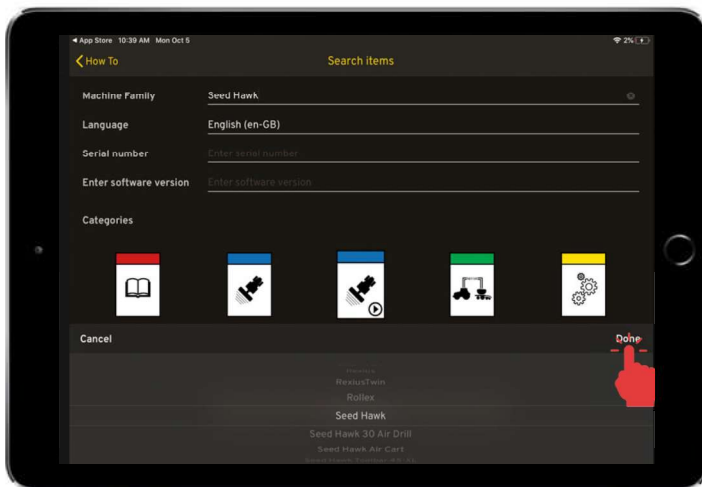 App Store 10:39 AM Mon Oct 5 2%
How To Search items
Machine Family Seed Hawk
Language English (en-GB)
Serial number Enter serial number
Enter software version Enter software version
Categories
Cancel Done
RexiusTwin
Rollex
Seed Hawk
Seed Hawk 30 Air Drill
Seed Hawk Air Cart